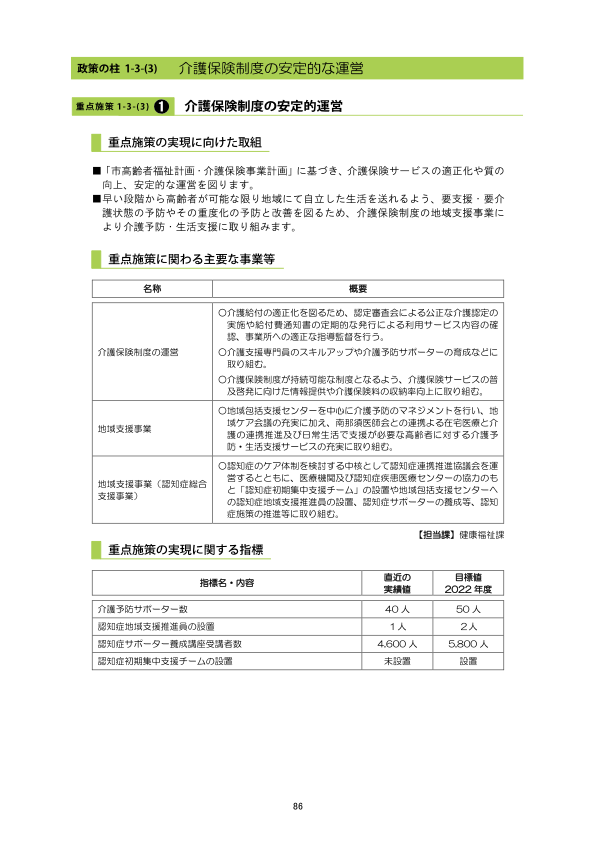 政策の柱 1-3-(3) 介護保険制度の安定的な運営
重点施策 1-3-(3) ❶ 介護保険制度の安定的運営
重点施策の実現に向けた取組
■「市高齢者福祉計画・介護保険事業計画」に基づき、介護保険サービスの適正化や質の
向上、安定的な運営を図ります。
■早い段階から高齢者が可能な限り地域にて自立した生活を送れるよう、要支援・要介
護状態の予防やその重度化の予防と改善を図るため、介護保険制度の地域支援事業に
より介護予防・生活支援に取り組みます。
重点施策に関わる主要な事業等
名称 概要
介護保険制度の運営
○介護給付の適正化を図るため、認定審査会による公正な介護認定の
実施や給付費通知書の定期的な発行による利用サービス内容の確
認、事業所への適正な指導監督を行う。
○介護支援専門員のスキルアップや介護予防サポーターの育成などに
取り組む。
○介護保険制度が持続可能な制度となるよう、介護保険サービスの普
及啓発に向けた情報提供や介護保険料の収納率向上に取り組む。
地域支援事業
○地域包括支援センターを中心に介護予防のマネジメントを行い、地
域ケア会議の充実に加え、南那須医師会との連携よる在宅医療と介
護の連携推進及び日常生活で支援が必要な高齢者に対する介護予
防・生活支援サービスの充実に取り組む。
地域支援事業（認知症総合
支援事業）
○認知症のケア体制を検討する中核として認知症連携推進協議会を運
営するとともに、医療機関及び認知症疾患医療センターの協力のも
と「認知症初期集中支援チーム」の設置や地域包括支援センターへ
の認知症地域支援推進員の設置、認知症サポーターの養成等、認知
症施策の推進等に取り組む。
【担当課】健康福祉課
重点施策の実現に関する指標
指標名・内容 直近の 目標値
実績値 2022 年度
介護予防サポーター数 40 人 50 人
認知症地域支援推進員の設置 1 人 2 人
認知症サポーター養成講座受講者数 4,600 人 5,800 人
認知症初期集中支援チームの設置 未設置 設置
86